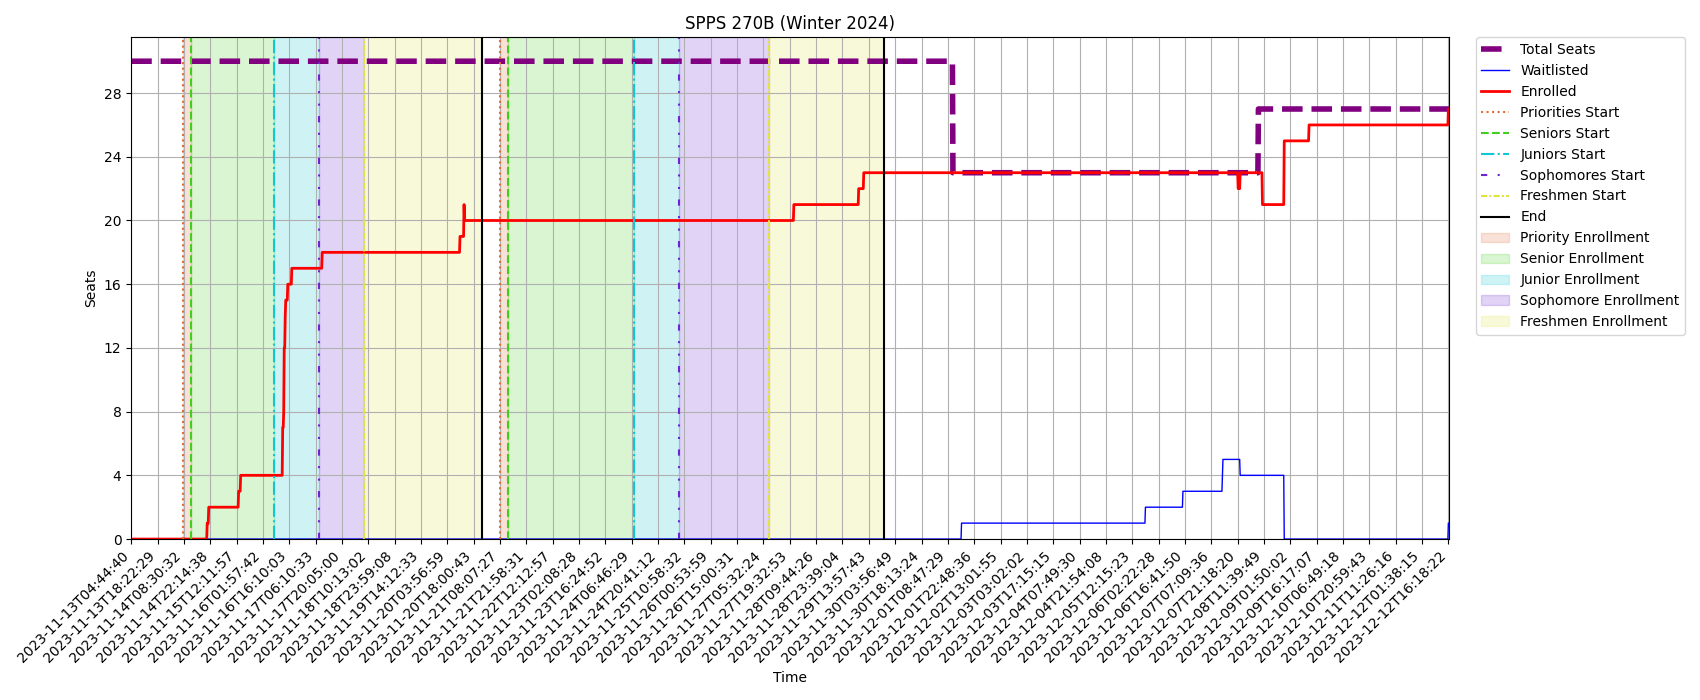 SPPS 270B (Winter 2024)
Total Seats
Waitlisted
Enrolled
Priorities Start
Seniors Start
Juniors Start
Sophomores Start
Freshmen Start
End
Priority Enrollment
Senior Enrollment
Junior Enrollment
Sophomore Enrollment
Freshmen Enrollment
Seats
28
24
20
16
12
8
4
0
2023-11-13T04:44:40
2023-11-13T18:22:29
2023-11-14T08:30:32
2023-11-14T22:14:38
2023-11-15T12:11:57
2023-11-16T01:57:42
2023-11-16T16:10:03
2023-11-17T06:10:33
2023-11-17T20:05:00
2023-11-18T10:13:02
2023-11-18T23:59:08
2023-11-19T14:12:33
2023-11-20T03:56:59
2023-11-20T18:00:43
2023-11-21T08:07:27
2023-11-21T21:58:31
2023-11-22T12:12:57
2023-11-23T02:08:28
2023-11-23T16:24:52
2023-11-24T06:46:29
2023-11-24T20:41:12
2023-11-25T10:58:32
2023-11-26T00:53:59
2023-11-26T15:00:31
2023-11-27T05:32:24
2023-11-27T19:32:53
2023-11-28T09:44:26
2023-11-28T23:39:04
2023-11-29T13:57:43
2023-11-30T03:56:49
2023-11-30T18:13:24
2023-12-01T08:47:29
2023-12-01T22:48:36
2023-12-02T13:01:55
2023-12-03T03:02:02
2023-12-03T17:15:15
2023-12-04T07:49:30
2023-12-04T21:54:08
2023-12-05T12:15:23
2023-12-06T02:22:28
2023-12-06T16:41:50
2023-12-07T07:09:36
2023-12-07T21:18:20
2023-12-08T11:39:49
2023-12-09T01:50:02
2023-12-09T16:17:07
2023-12-10T06:49:18
2023-12-10T20:59:43
2023-12-11T11:26:16
2023-12-12T01:38:15
2023-12-12T16:18:22
Time